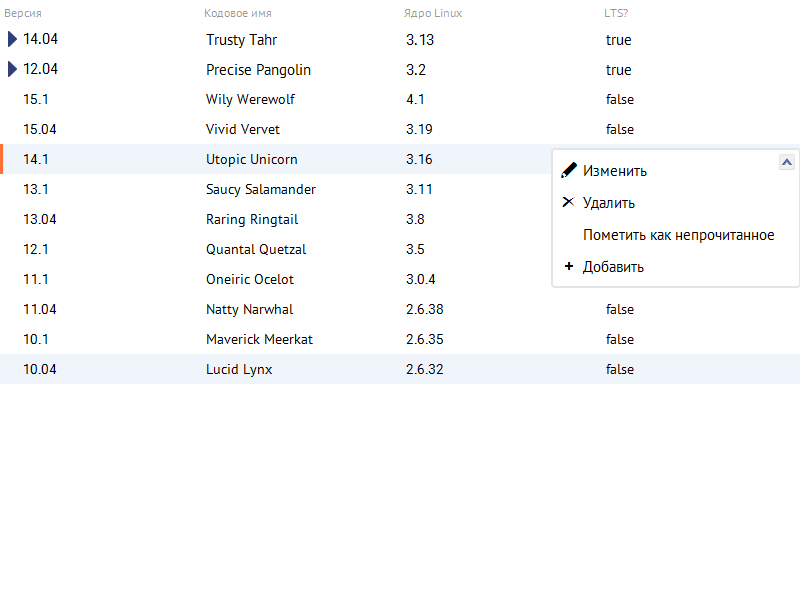 Версия Кодовое имя Ядро Linux LTS?
14.04 Trusty Tahr 3.13 true
12.04 Precise Pangolin 3.2 true
15.1 Wily Werewolf 4.1 false
15.04 Vivid Vervet 3.19 false
14.1 Utopic Unicorn 3.16
Изменить
13.1 Saucy Salamander 3.11
Удалить
13.04 Raring Ringtail 3.8
Пометить как непрочитанное
12.1 Quantal Quetzal 3.5
Добавить
11.1 Oneiric Ocelot 3.0.4
11.04 Natty Narwhal 2.6.38 false
10.1 Maverick Meerkat 2.6.35 false
10.04 Lucid Lynx 2.6.32 false